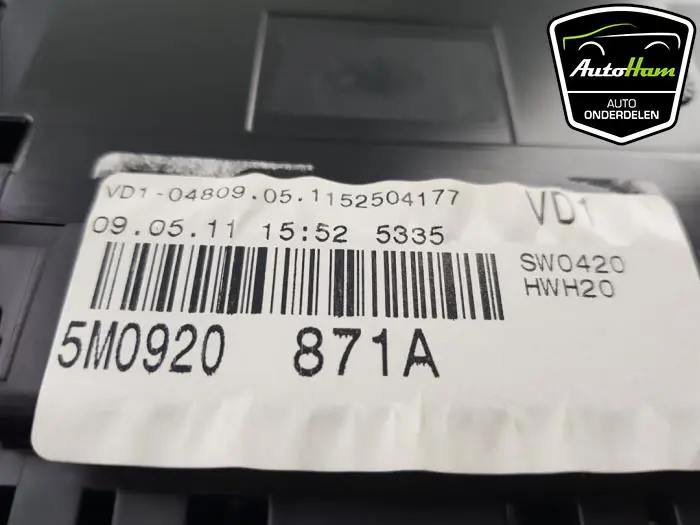 AutoHam
AUTO
ONDERDELEN
VD1-04809.05.1152504177
VD1
09.05.11 15:52 5335
SW0420
HWH20
5M0920 871A